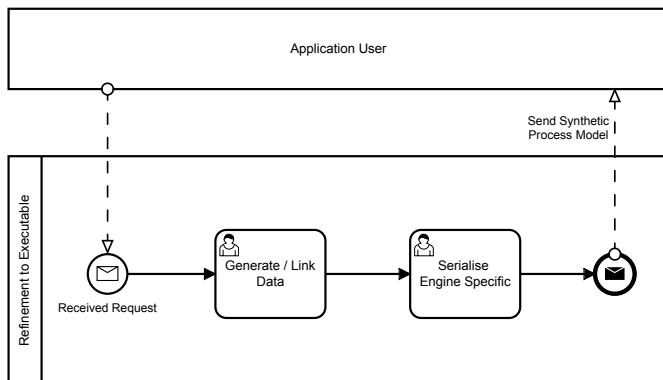 Application User
Send Synthetic
Process Model
Refinement to Executable
Generate / Link
Data
Serialise
Engine Specific
Received Request